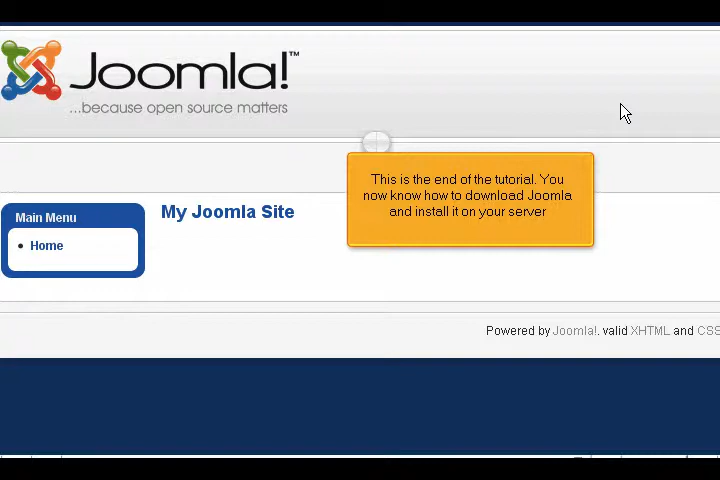 Joomla!™
...because open source matters
This is the end of the tutorial. You
now know how to download Joomla
and install it on your server
Main Menu
Home
My Joomla Site
Powered by Joomla!. valid XHTML and CSS